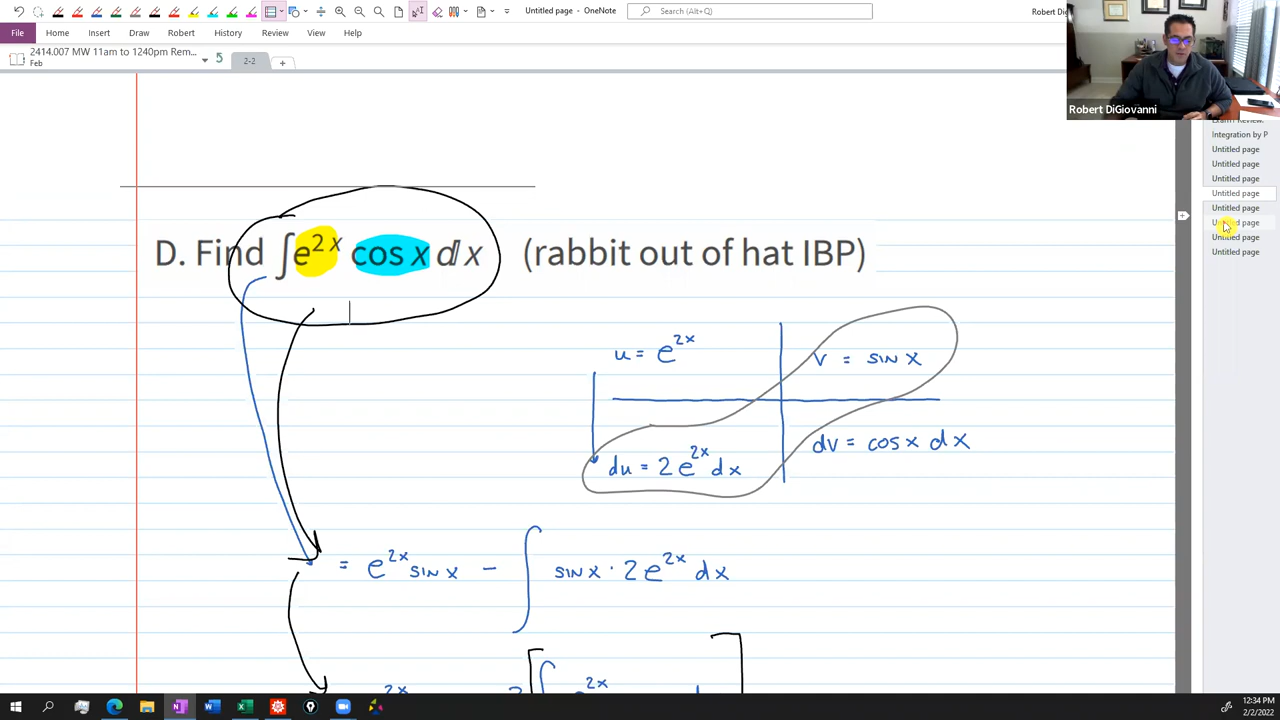 Untitled page - OneNote
Search (Alt+Q)
File
Home
Insert
Draw
Robert
History
Review
View
Help
2414.007 MW 11am to 1240pm Rem...
Feb
5
2-2
Robert DiGiovanni
Integration by P
Untitled page
Untitled page
Untitled page
Untitled page
Untitled page
Untitled page
Untitled page
Untitled page
D. Find ∫e^{2x} cos x dx (rabbit out of hat IBP)
u = e^{2x}
v = sin x
du = 2e^{2x} dx
dv = cos x dx
= e^{2x} sin x - ∫ sin x · 2e^{2x} dx
12:34 PM
2/2/2022